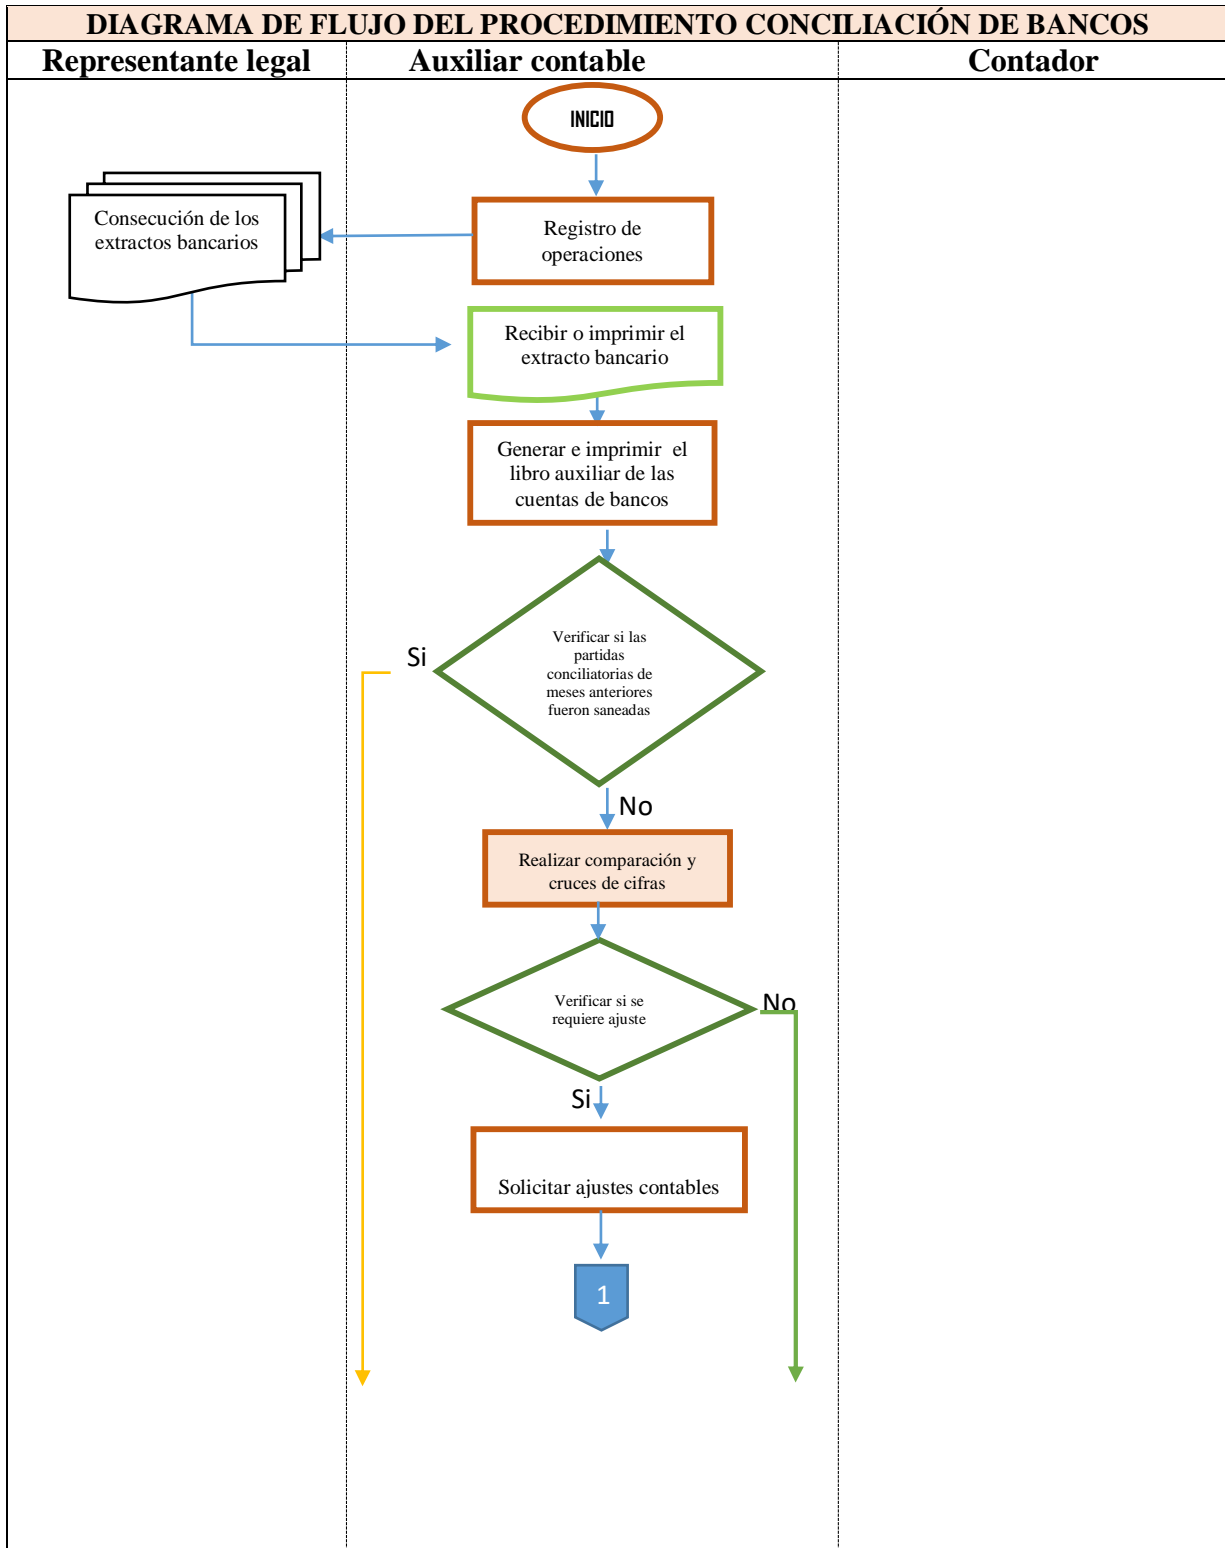 DIAGRAMA DE FLUJO DEL PROCEDIMIENTO CONCILIACIÓN DE BANCOS
Representante legal
Auxiliar contable
Contador
INICIO
Consecución de los
extractos bancarios
Registro de
operaciones
Recibir o imprimir el
extracto bancario
Generar e imprimir el
libro auxiliar de las
cuentas de bancos
Si
Verificar si las
partidas
conciliatorias de
meses anteriores
fueron saneadas
No
Realizar comparación y
cruces de cifras
Verificar si se
requiere ajuste
No
Si
Solicitar ajustes contables
1